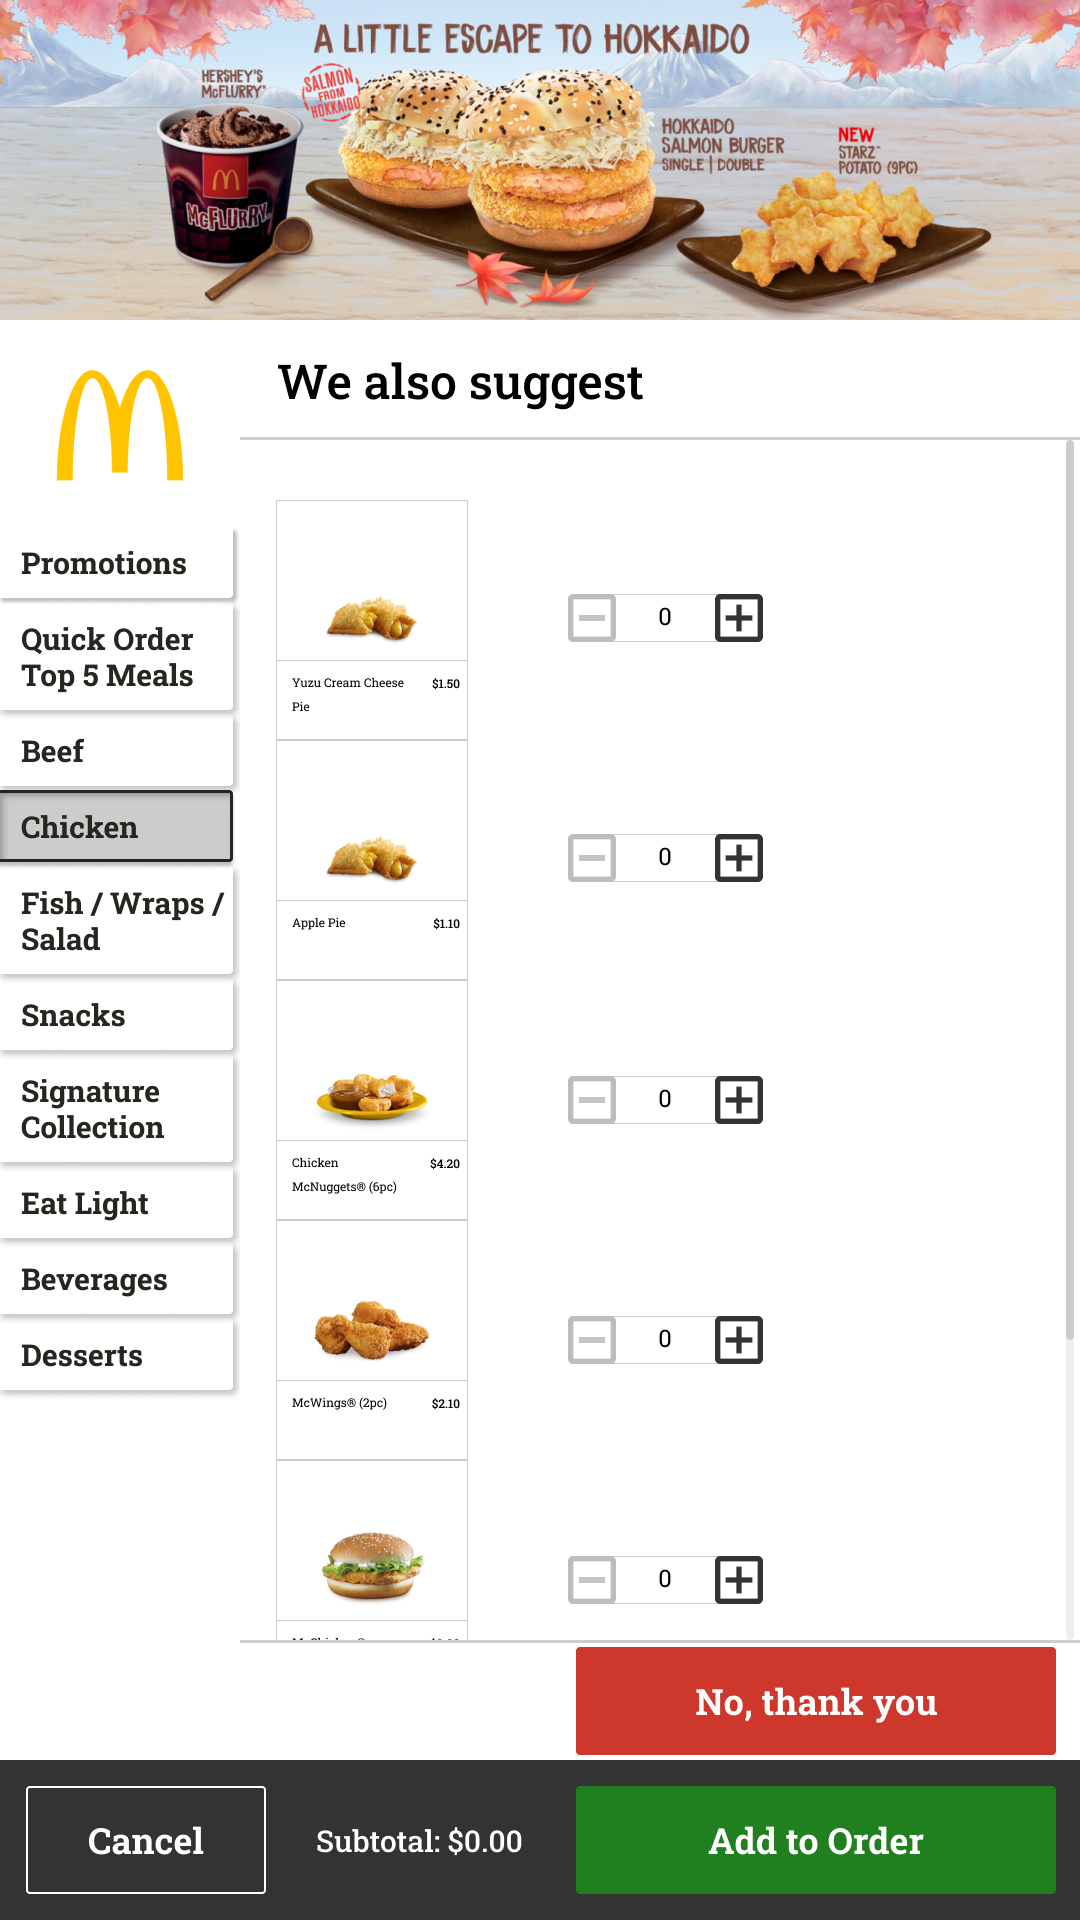 A LITTLE ESCAPE TO HOKKAIDO
HERSHEY'S
McFLURRY®
SALMON
FROM
HOKKAIDO
McFLURRY
HOKKAIDO
SALMON BURGER
SINGLE | DOUBLE
NEW
STARZ™
POTATO (9PC)
We also suggest
Promotions
Quick Order
Top 5 Meals
Beef
Chicken
Fish / Wraps /
Salad
Snacks
Signature
Collection
Eat Light
Beverages
Desserts
Yuzu Cream Cheese $1.50
Pie
0
Apple Pie $1.10
0
Chicken $4.20
McNuggets® (6pc)
0
McWings® (2pc) $2.10
0
0
No, thank you
Cancel
Subtotal: $0.00
Add to Order